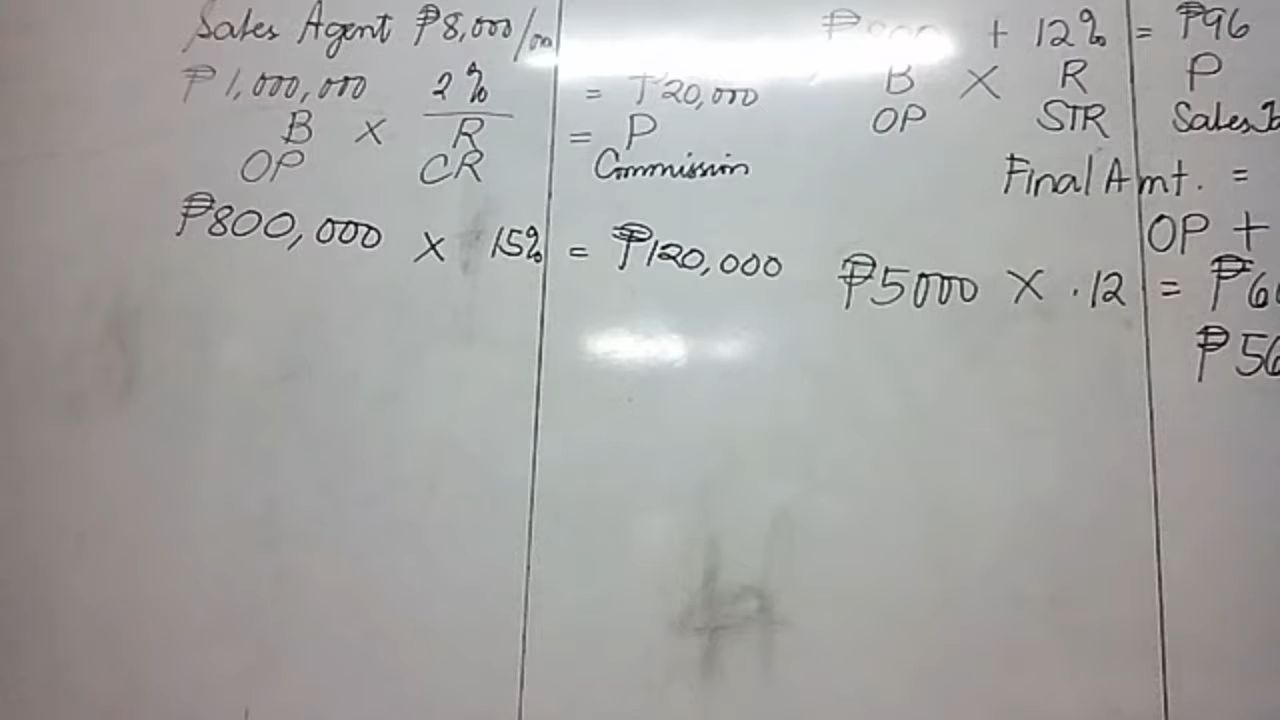 Sales Agent ₱8,000/mo
₱1,000,000 2% = ₱20,000
B X R = P
OP CR Commission
₱800,000 X 15% = ₱120,000
+ 12% = ₱96
B X R P
OP STR Sales
Final Amt. =
OP +
₱5000 X .12 = ₱6
₱56